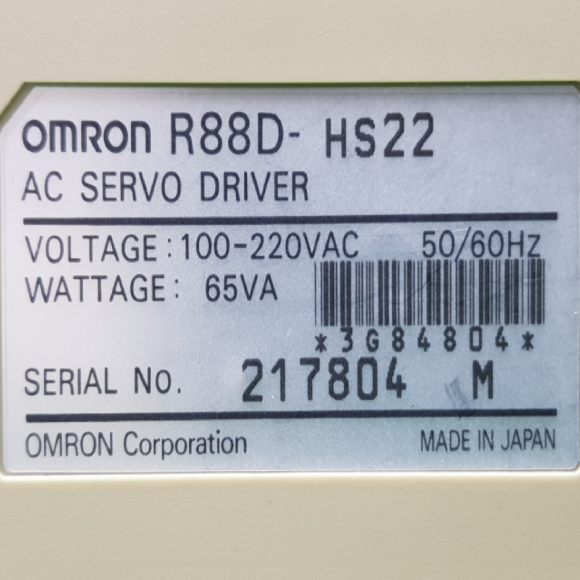 OMRON R88D- HS22
AC SERVO DRIVER
VOLTAGE : 100-220VAC 50/60Hz
WATTAGE : 65VA
*3G84804*
SERIAL No. 217804 M
OMRON Corporation MADE IN JAPAN